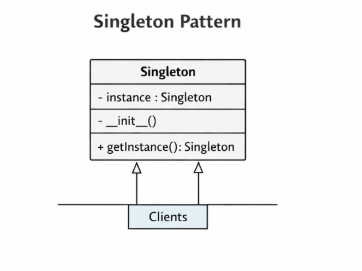 Singleton Pattern
Singleton
- instance : Singleton
- __init__()
+ getInstance(): Singleton
Clients